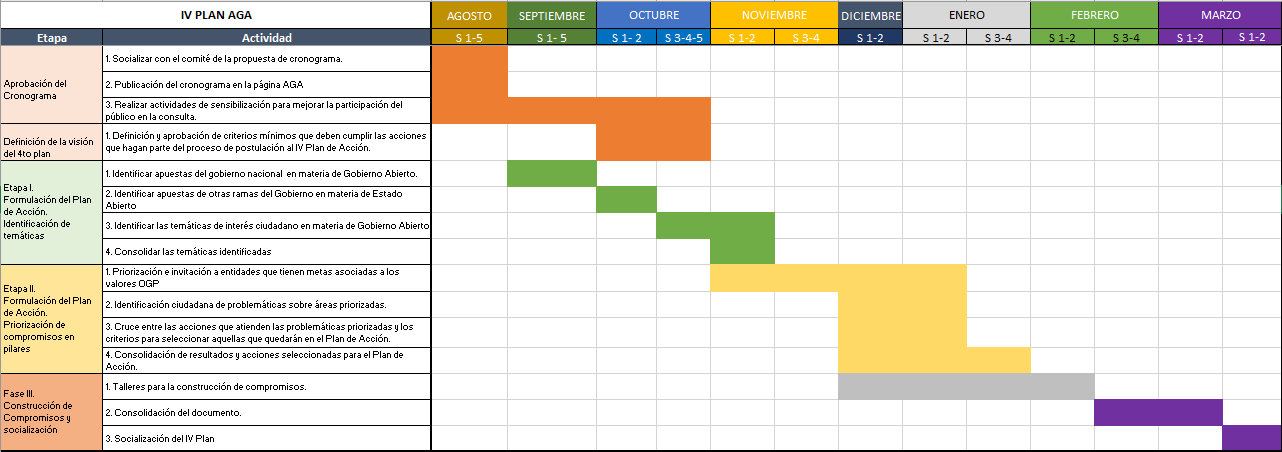 IV PLAN AGA
AGOSTO
SEPTIEMBRE
OCTUBRE
NOVIEMBRE
DICIEMBRE
ENERO
FEBRERO
MARZO
Etapa
Actividad
S 1-5
S 1- 5
S 1- 2
S 3-4-5
S 1-2
S 3-4
S 1-2
S 1-2
S 3-4
S 1-2
S 3-4
S 1-2
S 1-2
Aprobación del
Cronograma
1. Socializar con el comité de la propuesta de cronograma.
2. Publicación del cronograma en la página AGA
3. Realizar actividades de sensibilización para mejorar la participación del
público en la consulta.
Definición de la visión
del 4to plan
1. Definición y aprobación de criterios mínimos que deben cumplir las acciones
que hagan parte del proceso de postulación al IV Plan de Acción.
Etapa I.
Formulación del Plan
de Acción.
Identificación de
temáticas
1. Identificar apuestas del gobierno nacional en materia de Gobierno Abierto.
2. Identificar apuestas de otras ramas del Gobierno en materia de Estado
Abierto
3. Identificar las temáticas de interés ciudadano en materia de Gobierno Abierto
4. Consolidar las temáticas identificadas
Etapa II.
Formulación del Plan
de Acción.
Priorización de
compromisos en
pilares
1. Priorización e invitación a entidades que tienen metas asociadas a los
valores OGP
2. Identificación ciudadana de problemáticas sobre áreas priorizadas.
3. Cruce entre las acciones que atienden las problemáticas priorizadas y los
criterios para seleccionar aquellas que quedarán en el Plan de Acción.
4. Consolidación de resultados y acciones seleccionadas para el Plan de
Acción.
Fase III.
Construcción de
Compromisos y
socialización
1. Talleres para la construcción de compromisos.
2. Consolidación del documento.
3. Socialización del IV Plan